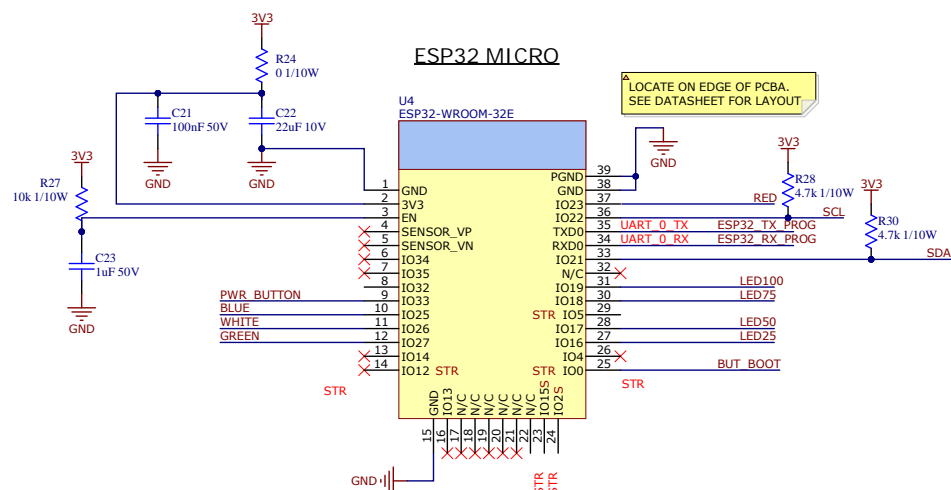 3V3
R24
0 1/10W
ESP32 MICRO
LOCATE ON EDGE OF PCBA.
SEE DATASHEET FOR LAYOUT
C21
100nF 50V
C22
22uF 10V
U4
ESP32-WROOM-32E
GND
GND
GND
3V3
R27
10k 1/10W
C23
1uF 50V
GND
3V3
R28
4.7k 1/10W
3V3
R30
4.7k 1/10W
1 GND
2 3V3
3 EN
4 SENSOR_VP
5 SENSOR_VN
6 IO34
7 IO35
8 IO32
PWR_BUTTON 9 IO33
BLUE 10 IO25
WHITE 11 IO26
GREEN 12 IO27
13 IO14
14 IO12 STR
STR
PGND 39
GND 38
IO23 37 RED
IO22 36 SCL
TXD0 35 UART_0_TX ESP32_TX_PROG
RXD0 34 UART_0_RX ESP32_RX_PROG
IO21 33 SDA
N/C 32
IO19 31 LED100
IO18 30 LED75
STR IO5 29
IO17 28 LED50
IO16 27 LED25
IO4 26
STR IO0 25 BUT_BOOT
STR
GND 15
IO13 16
N/C 17
N/C 18
N/C 19
N/C 20
N/C 21
N/C 22
IO15S 23
IO2S 24
STR
STR
GND